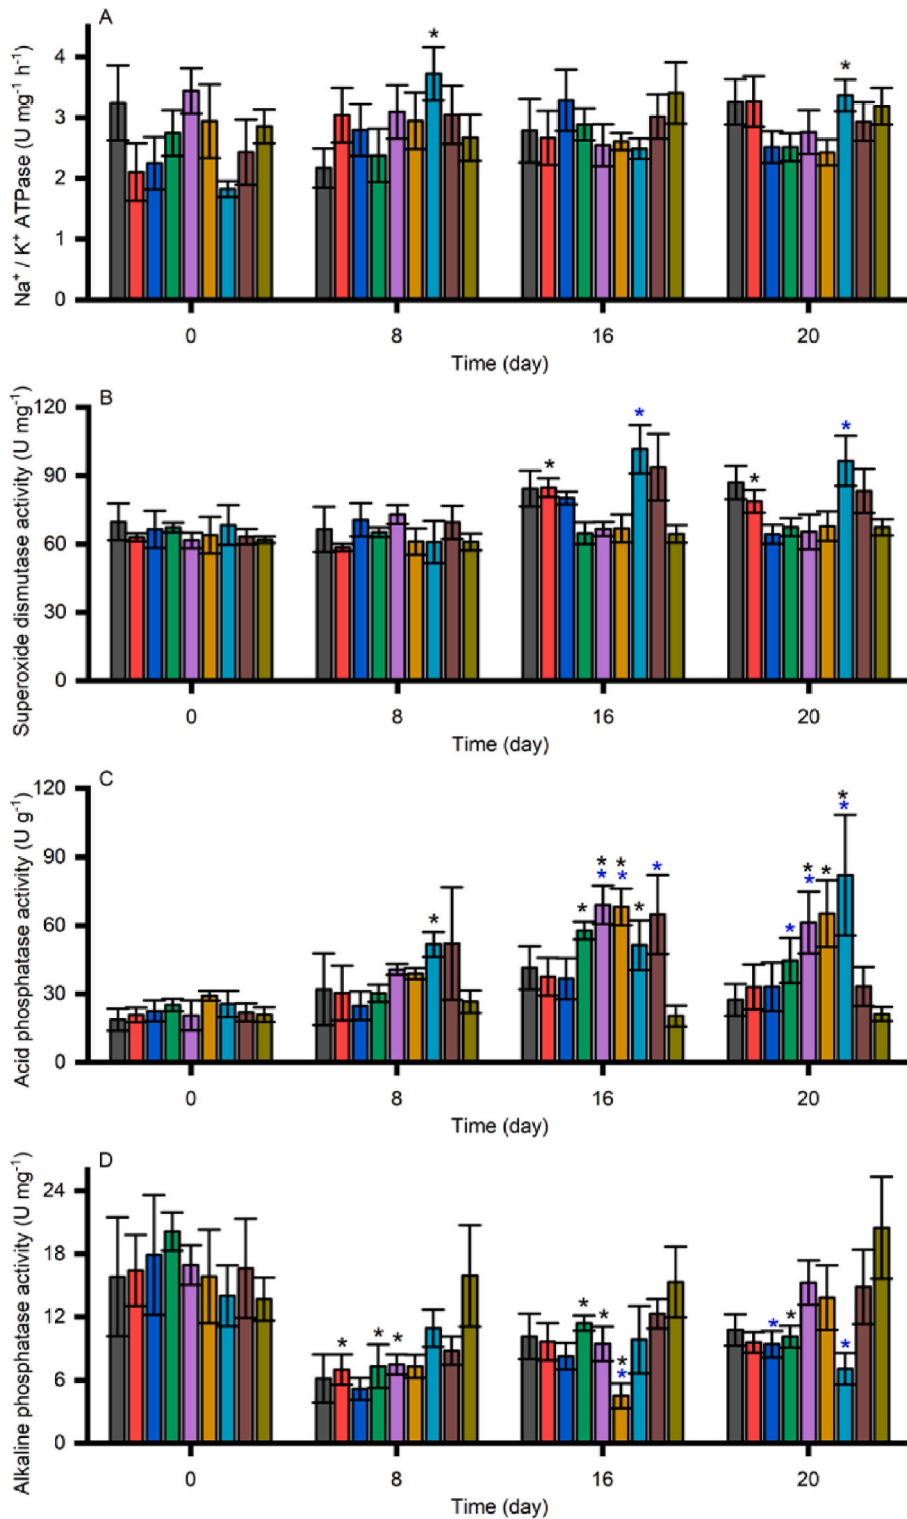 A
Na⁺ / K⁺ ATPase (U mg⁻¹ h⁻¹)
4
3
2
1
0
*
*
0 8 16 20
Time (day)
B
Superoxide dismutase activity (U mg⁻¹)
120
90
60
30
0
* * * *
0 8 16 20
Time (day)
C
Acid phosphatase activity (U g⁻¹)
120
90
60
30
0
* * * * * * * * * * * * * *
0 8 16 20
Time (day)
D
Alkaline phosphatase activity (U mg⁻¹)
24
18
12
6
0
* * * * * * * * * *
0 8 16 20
Time (day)